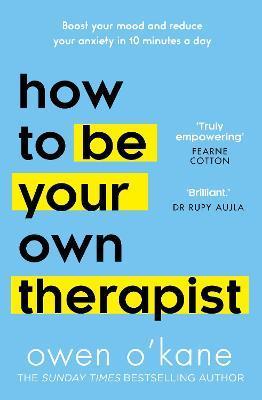 Boost your mood and reduce
your anxiety in 10 minutes a day
how
to be
your
own
therapist
'Truly
empowering'
FEARNE
COTTON
'Brilliant.'
DR RUPY AUJLA
owen o'kane
THE SUNDAY TIMES BESTSELLING AUTHOR